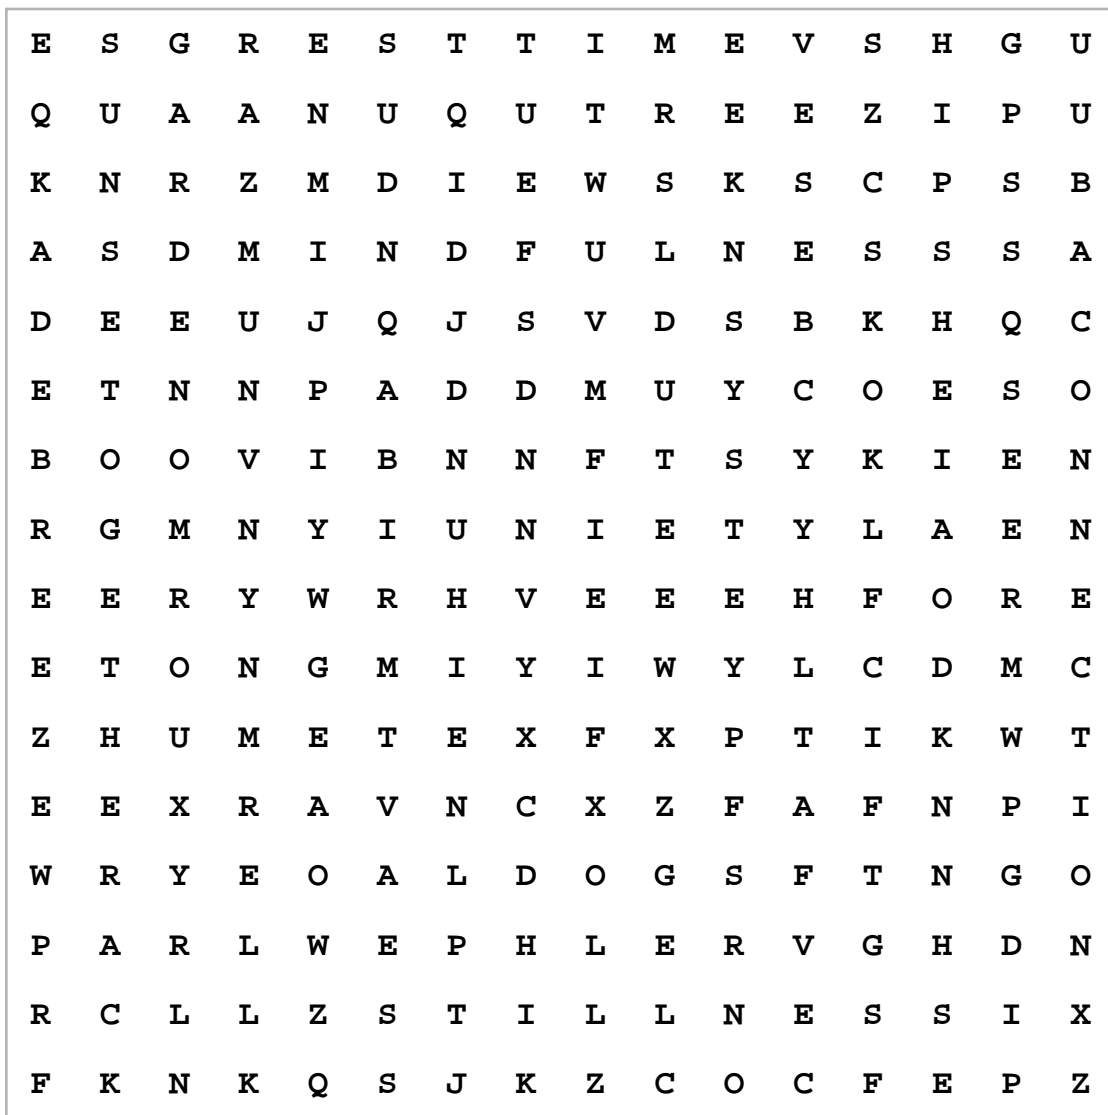 E S G R E S T T I M E V S H G U
Q U A A N U Q U T R E E Z I P U
K N R Z M D I E W S K S C P S B
A S D M I N D F U L N E S S S A
D E E U J Q J S V D S B K H Q C
E T N N P A D D M U Y C O E S O
B O O V I B N N F T S Y K I E N
R G M N Y I U N I E T Y L A E N
E E R Y W R H V E E E H F O R E
E T O N G M I Y I W Y L C D M C
Z H U M E T E X F X P T I K W T
E E X R A V N C X Z F A F N P I
W R Y E O A L D O G S F T N G O
P A R L W E P H L E R V G H D N
R C L L Z S T I L L N E S S I X
F K N K Q S J K Z C O C F E P Z